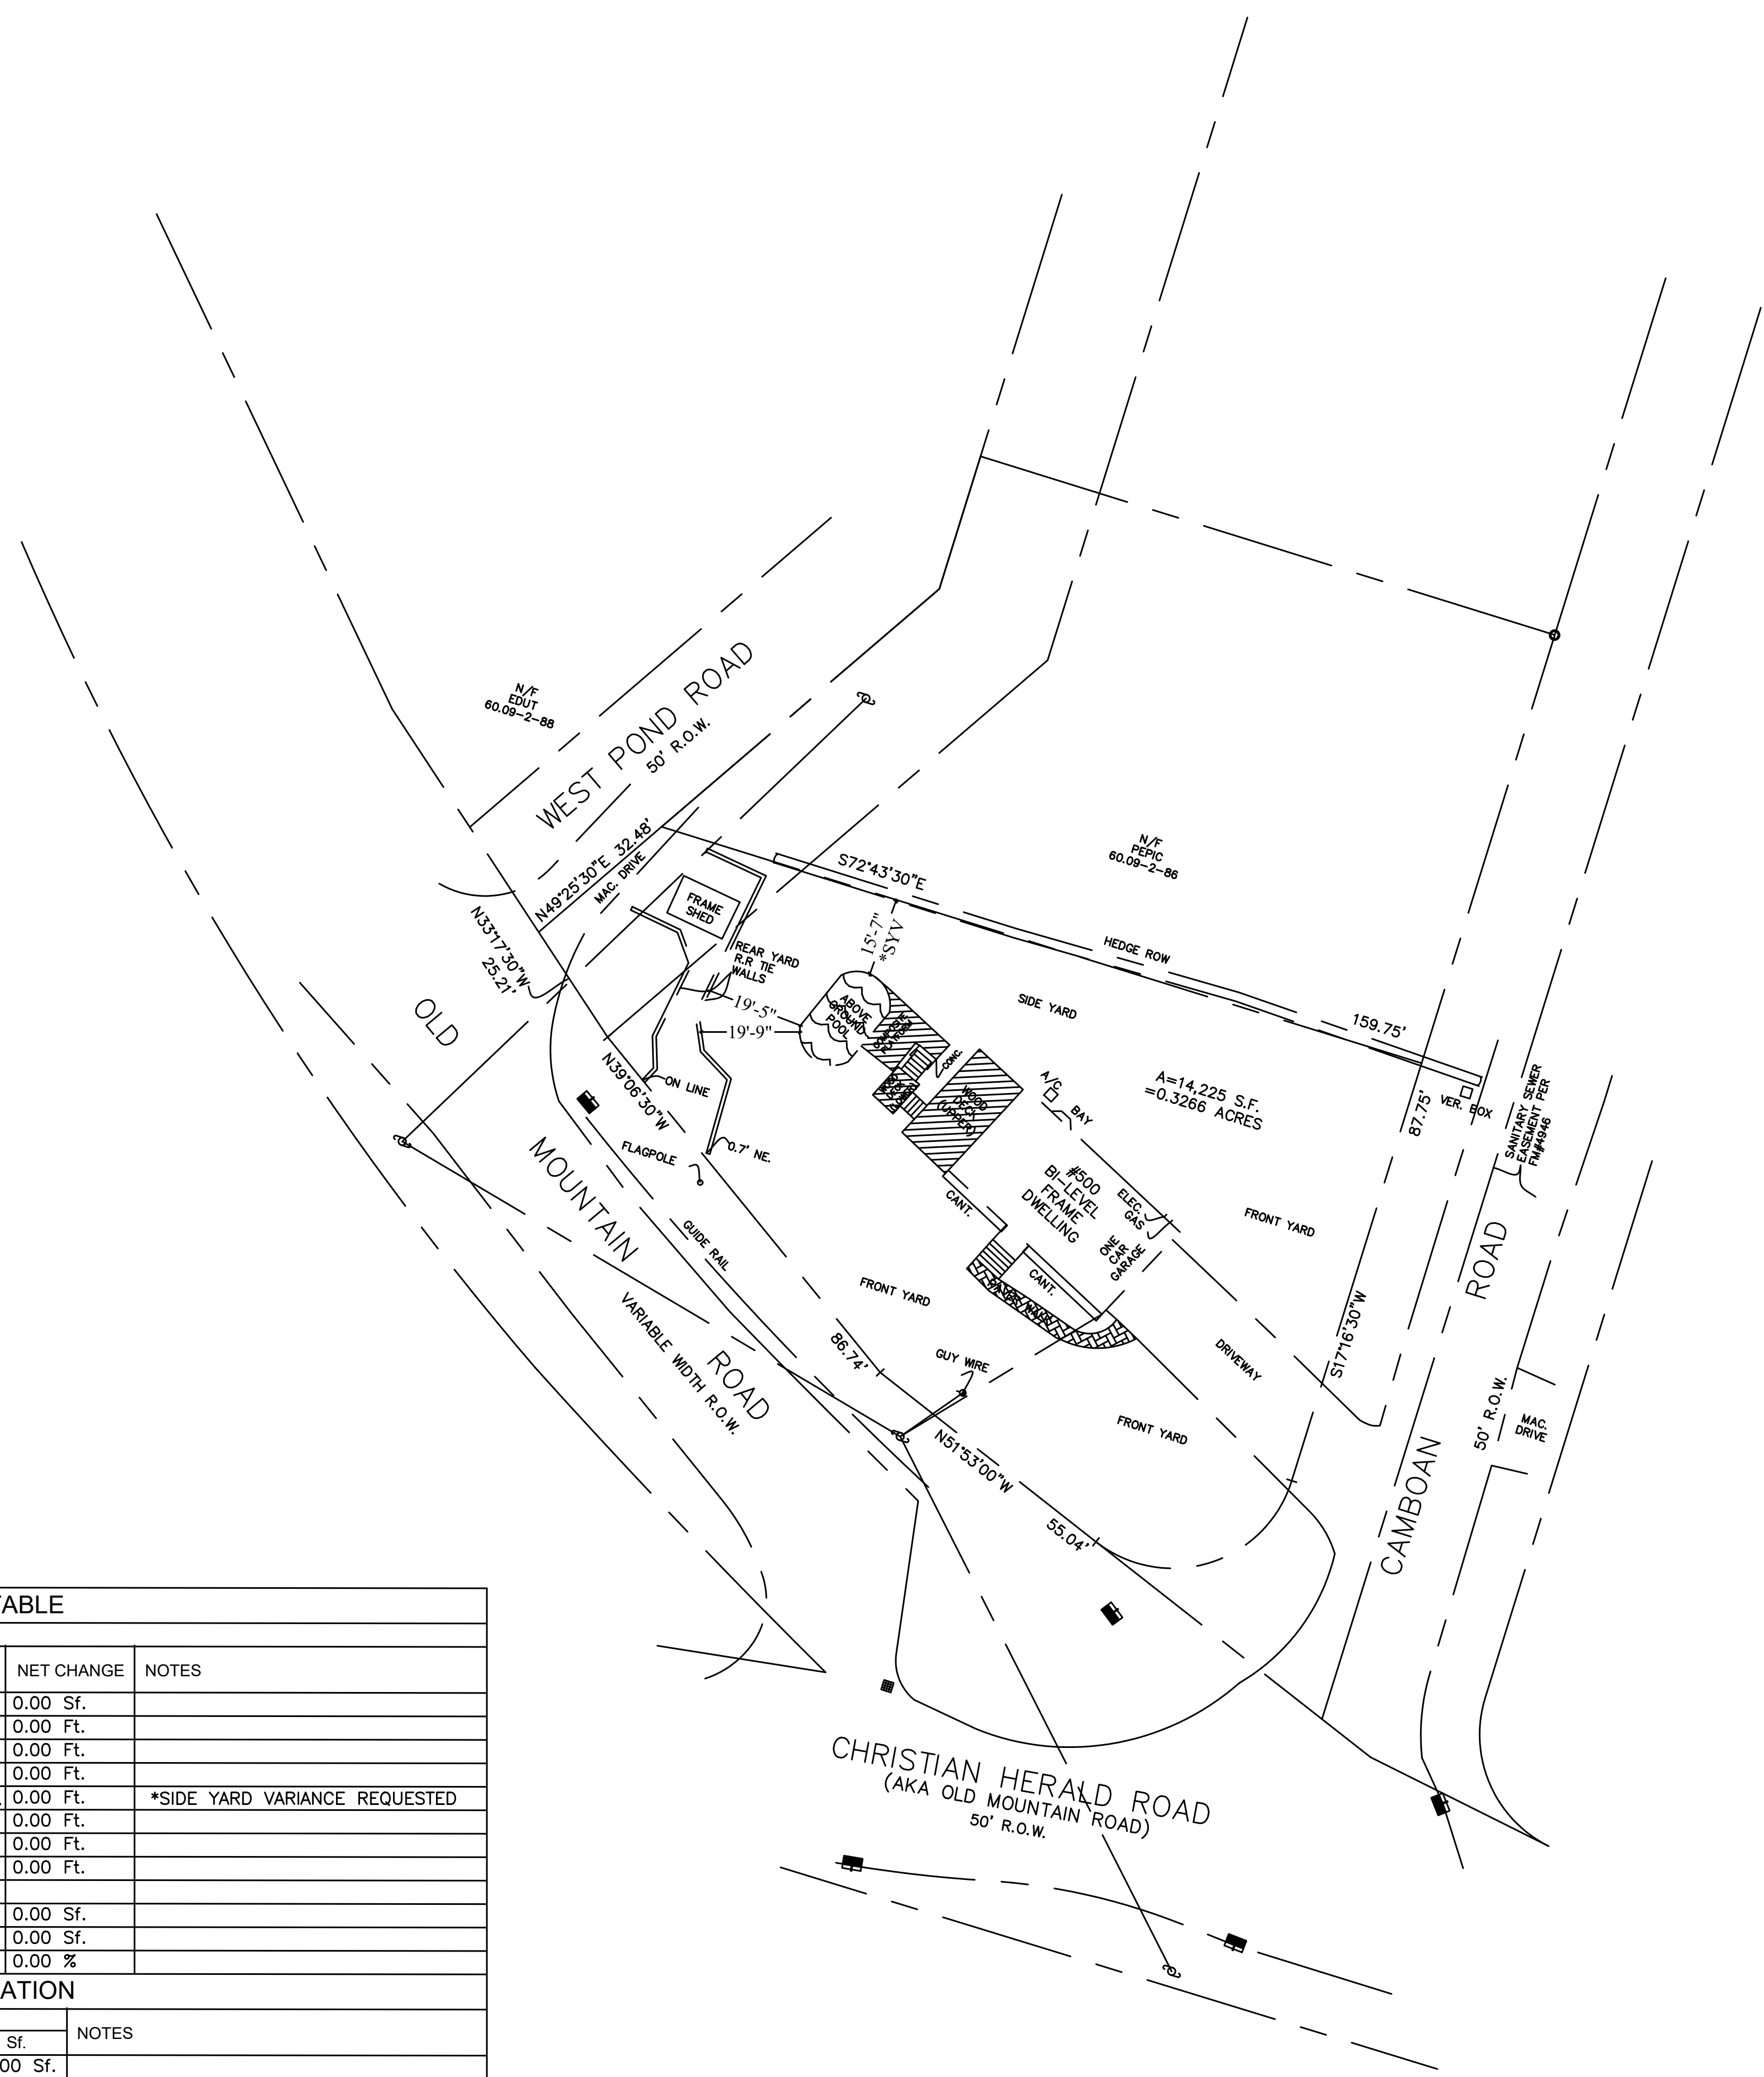 N/F
EDUT
60.09-2-88
WEST POND ROAD
50' R.O.W.
N49°25'30"E 32.48'
MAC. DRIVE
N/F
PEPIC
60.09-2-86
S72°43'30"E
159.75'
HEDGE ROW
FRAME
SHED
N33°17'30"W
25.21'
REAR YARD
R.R TIE
WALLS
15'-7"
*SYV
19'-5"
19'-9"
ABOVE
GROUND
POOL
CONC.
SIDE YARD
WOOD
DECK
(UPPER)
A/C
BAY
A=14,225 S.F.
=0.3266 ACRES
87.75'
VER. BOX
SANITARY SEWER
EASEMENT PER
FM#4946
OLD
MOUNTAIN
ROAD
VARIABLE WIDTH R.O.W.
N39°06'30"W
ON LINE
0.7' NE.
FLAGPOLE
GUIDE RAIL
CANT.
#500
BI-LEVEL
FRAME
DWELLING
ELEC.
GAS
ONE
CAR
GARAGE
FRONT YARD
CANT.
FRONT YARD
86.74'
GUY WIRE
DRIVEWAY
S17°16'30"W
FRONT YARD
N51°53'00"W
55.04'
CAMBOAN ROAD
50' R.O.W.
MAC.
DRIVE
CHRISTIAN HERALD ROAD
(AKA OLD MOUNTAIN ROAD)
50' R.O.W.
TABLE
NET CHANGE NOTES
0.00 Sf.
0.00 Ft.
0.00 Ft.
0.00 Ft.
0.00 Ft. *SIDE YARD VARIANCE REQUESTED
0.00 Ft.
0.00 Ft.
0.00 Ft.
0.00 Sf.
0.00 Sf.
0.00 %
ATION
NOTES
Sf.
00 Sf.